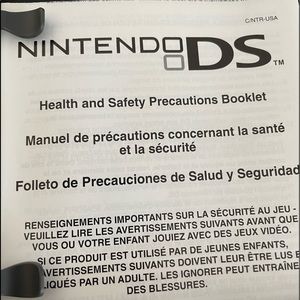 C/NTR-USA
NINTENDO DS™
Health and Safety Precautions Booklet
Manuel de précautions concernant la santé
et la sécurité
Folleto de Precauciones de Salud y Seguridad
RENSEIGNEMENTS IMPORTANTS SUR LA SÉCURITÉ AU JEU -
VEUILLEZ LIRE LES AVERTISSEMENTS SUIVANTS AVANT QUE
VOUS OU VOTRE ENFANT JOUIEZ AVEC DES JEUX VIDÉO.
SI CE PRODUIT EST UTILISÉ PAR DE JEUNES ENFANTS,
AVERTISSEMENTS SUIVANTS DOIVENT LEUR ÊTRE LUS E
LIQUÉS PAR UN ADULTE. LES IGNORER PEUT ENTRAÎNE
DES BLESSURES.